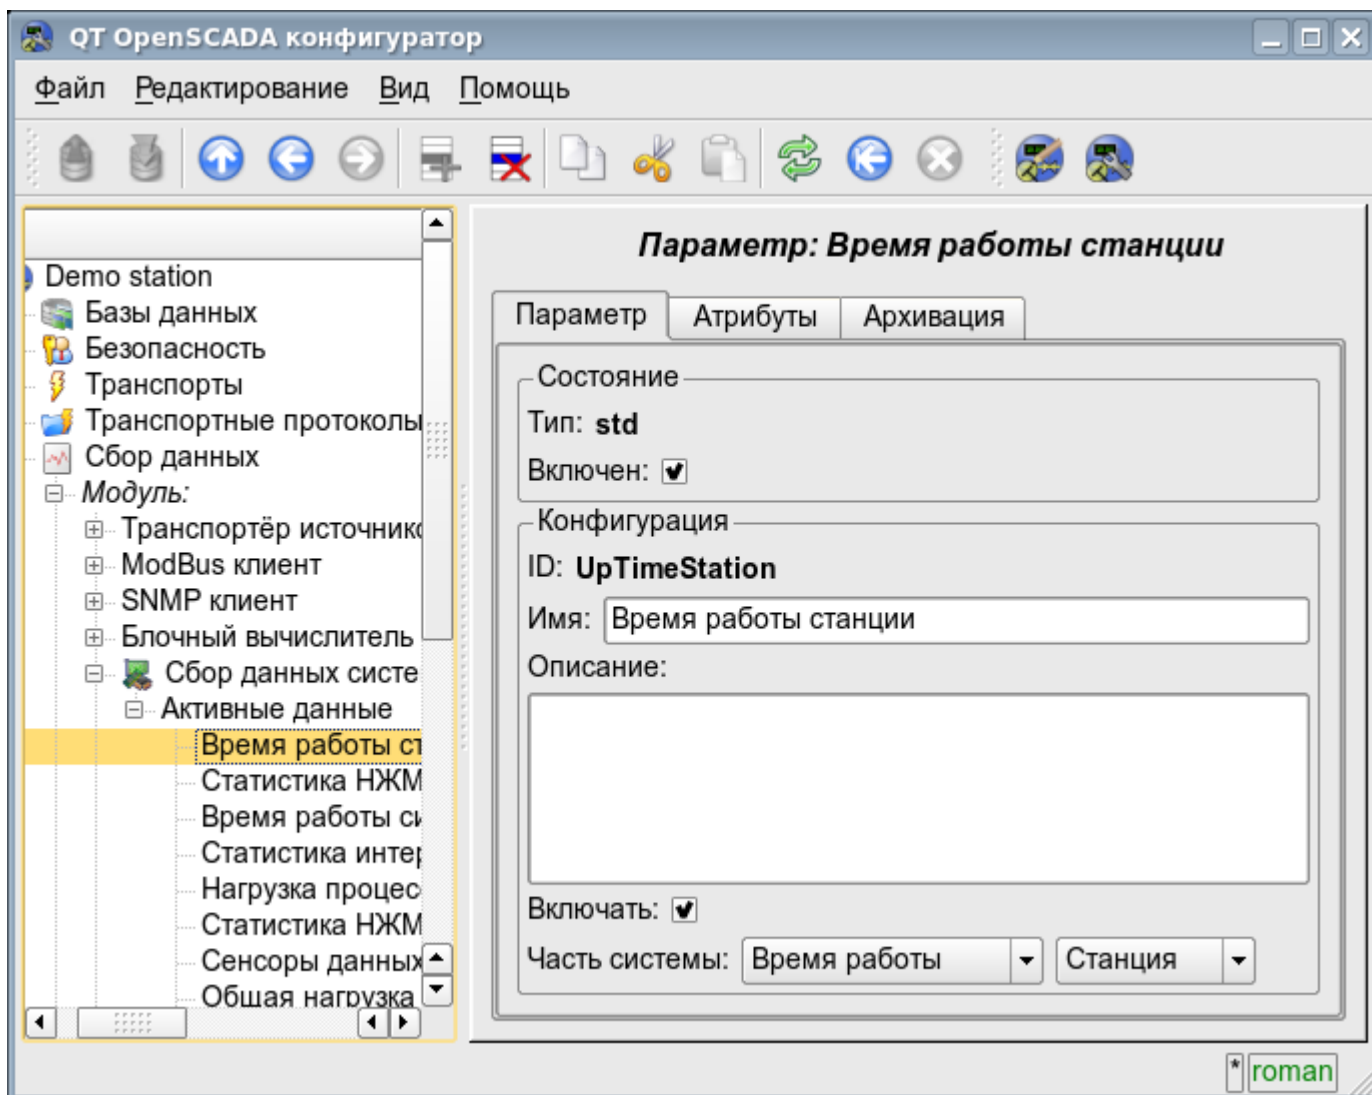 QT OpenSCADA конфигуратор
Файл Редактирование Вид Помощь
Demo station
Базы данных
Безопасность
Транспорты
Транспортные протоколы
Сбор данных
Модуль:
Транспортёр источнико
ModBus клиент
SNMP клиент
Блочный вычислитель
Сбор данных систе
Активные данные
Время работы ст
Статистика НЖМ
Время работы си
Статистика интер
Нагрузка процес
Статистика НЖМ
Сенсоры данных
Общая нагрузка
Параметр: Время работы станции
Параметр Атрибуты Архивация
Состояние
Тип: std
Включен:
Конфигурация
ID: UpTimeStation
Имя: Время работы станции
Описание:
Включать:
Часть системы: Время работы Станция
* roman